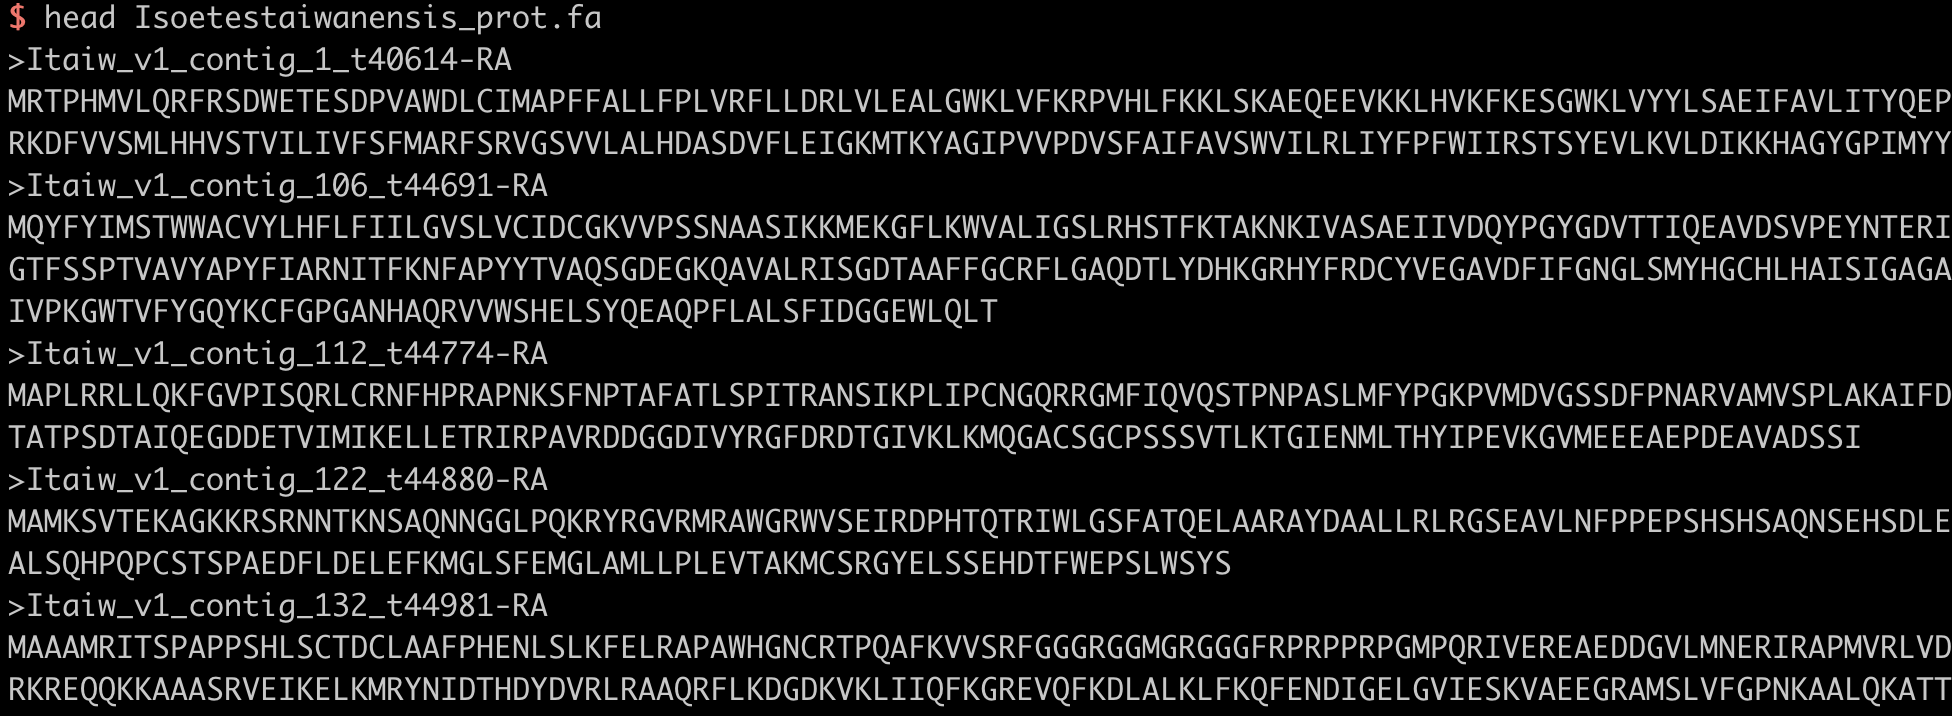 $ head Isoetestaiwanensis_prot.fa
>Itaiw_v1_contig_1_t40614-RA
MRTPHMVLQRFRSDWETESDPVAWDLCIMAPFFALLFPLVRFLLDRLVLEALGWKLVFKRPVHLFKKLSKAEQEEVKKLHVKFKESGWKLVYYLSAEIFAVLITYQEP
RKDFVVSMLHHVSTVILIVFSFMARFSRVGSVVLALHDASDVFLEIGKMTKYAGIPVVPDVSFAIFAVSWVILRLIYFPFWIIRSTSYEVLKVLDIKKHAGYGPIMYY
>Itaiw_v1_contig_106_t44691-RA
MQYFYIMSTWWACVYLHFLFIILGVSLVCIDCGKVVPSSNAASIKKMEKGFLKWVALIGSLRHSTFKTAKNKIVASAEIIVDQYPGYGDVTTIQEAVDSVPEYNTERI
GTFSSPTVAVYAPYFIARNITFKNFAPYYTVAQSGDEGKQAVALRISGDTAAFFGCRFLGAQDTLYDHKGRHYFRDCYVEGAVDFIFGNGLSMYHGCHLHAISIGAGA
IVPKGWTVFYGQYKCFGPGANHAQRVVWSHELSYQEAQPFLALSFIDGGEWLQLT
>Itaiw_v1_contig_112_t44774-RA
MAPLRRLLQKFGVPISQRLCRNFHPRAPNKSFNPTAFATLSPITRANSIKPLIPCNGQRRGMFIQVQSTPNPASLMFYPGKPVMDVGSSDFPNARVAMVSPLAKAIFD
TATPSDTAIQEGDDETVIMIKELLETRIRPAVRDDGGDIVYRGFDRDTGIVKLKMQGACSGCPSSSVTLKTGIENMLTHYIPEVKGVMEEEAEPDEAVADSSI
>Itaiw_v1_contig_122_t44880-RA
MAMKSVTEKAGKKRSRNNTKNSAQNNGGLPQKRYRGVRMRAWGRWVSEIRDPHTQTRIWLGSFATQELAARAYDAALLRLRGSEAVLNFPPEPSHSHSAQNSEHSDLE
ALSQHPQPCSTSPAEDFLDELEFKMGLSFEMGLAMLLPLEVTAKMCSRGYELSSEHDTFWEPSLWSYS
>Itaiw_v1_contig_132_t44981-RA
MAAAMRITSPAPPSHLSCTDCLAAFPHENLSLKFELRAPAWHGNCRTPQAFKVVSRFGGGRGGMGRGGGFRPRPPRPGMPQRIVEREAEDDGVLMNERIRAPMVRLVD
RKREQQKKAAASRVEIKELKMRYNIDTHDYDVRLRAAQRFLKDGDKVKLIIQFKGREVQFKDLALKLFKQFENDIGELGVIESKVAEEGRAMSLVFGPNKAALQKATT